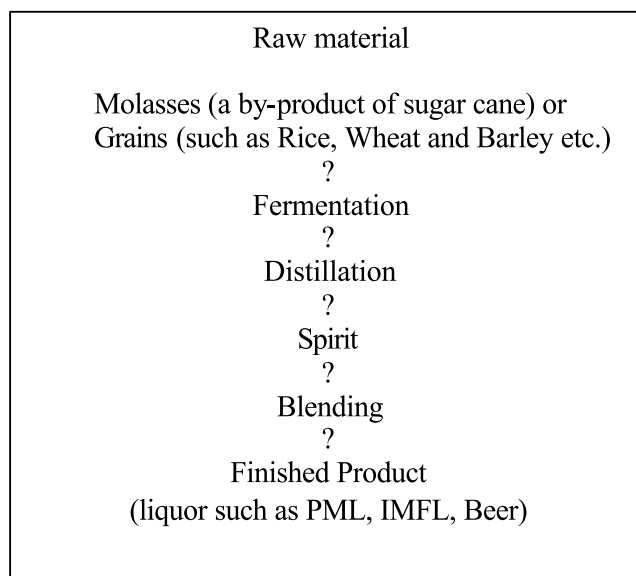 Raw material
Molasses (a by-product of sugar cane) or
Grains (such as Rice, Wheat and Barley etc.)
?
Fermentation
?
Distillation
?
Spirit
?
Blending
?
Finished Product
(liquor such as PML, IMFL, Beer)